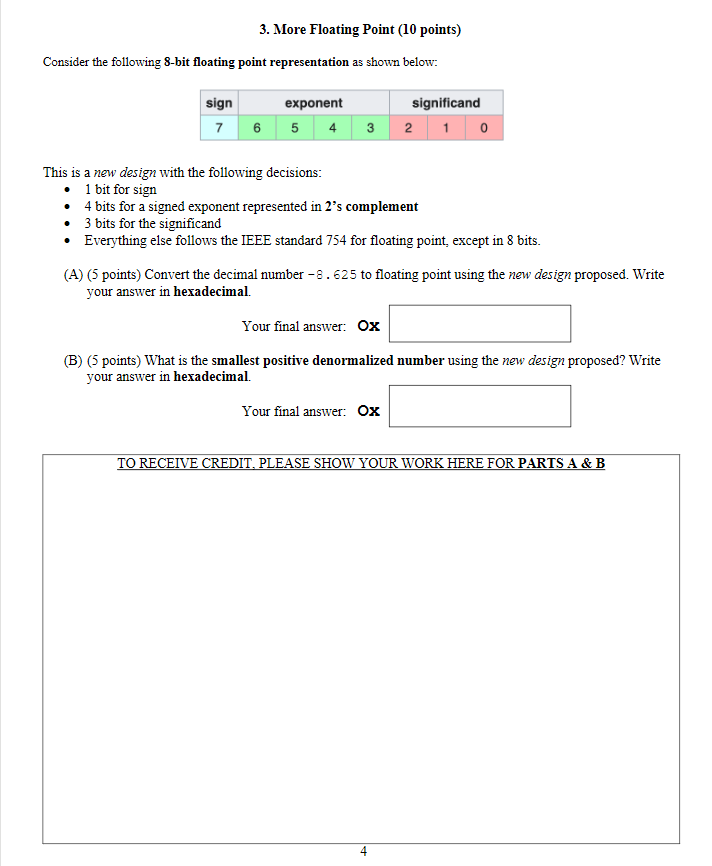 3. More Floating Point (10 points)
Consider the following 8-bit floating point representation as shown below:
sign exponent significand
7 6 5 4 3 2 1 0
This is a new design with the following decisions:
• 1 bit for sign
• 4 bits for a signed exponent represented in 2’s complement
• 3 bits for the significand
• Everything else follows the IEEE standard 754 for floating point, except in 8 bits.
(A) (5 points) Convert the decimal number -8.625 to floating point using the new design proposed. Write
your answer in hexadecimal.
Your final answer: 0x
(B) (5 points) What is the smallest positive denormalized number using the new design proposed? Write
your answer in hexadecimal.
Your final answer: 0x
TO RECEIVE CREDIT, PLEASE SHOW YOUR WORK HERE FOR PARTS A & B
4